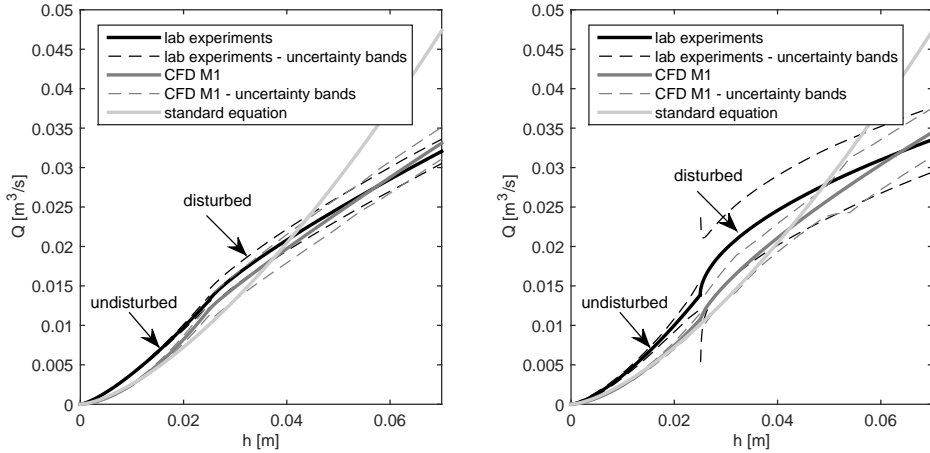 0.05
0.045
0.04
0.035
0.03
0.025
0.02
0.015
0.01
0.005
0
Q [m³/s]
lab experiments
lab experiments - uncertainty bands
CFD M1
CFD M1 - uncertainty bands
standard equation
disturbed
undisturbed
0 0.02 0.04 0.06
h [m]
0.05
0.045
0.04
0.035
0.03
0.025
0.02
0.015
0.01
0.005
0
Q [m³/s]
lab experiments
lab experiments - uncertainty bands
CFD M1
CFD M1 - uncertainty bands
standard equation
disturbed
undisturbed
0 0.02 0.04 0.06
h [m]